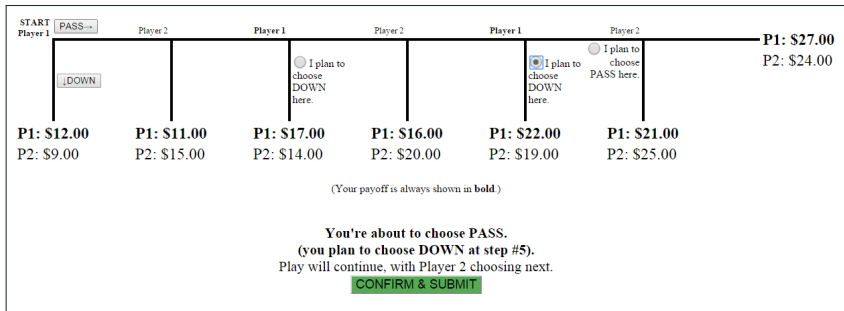 START
Player 1
PASS→
Player 2
Player 1
Player 2
Player 1
Player 2
↓DOWN
I plan to
choose
DOWN
here.
I plan to
choose
DOWN
here.
I plan to
choose
PASS here.
P1: $27.00
P2: $24.00
P1: $12.00
P2: $9.00
P1: $11.00
P2: $15.00
P1: $17.00
P2: $14.00
P1: $16.00
P2: $20.00
P1: $22.00
P2: $19.00
P1: $21.00
P2: $25.00
(Your payoff is always shown in bold.)
You're about to choose PASS.
(you plan to choose DOWN at step #5).
Play will continue, with Player 2 choosing next.
CONFIRM & SUBMIT